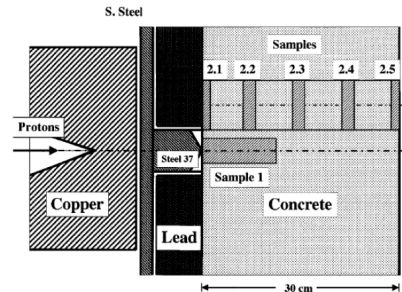 S. Steel
Samples
2.1 2.2 2.3 2.4 2.5
Protons
Steel 37
Sample 1
Copper
Concrete
Lead
30 cm